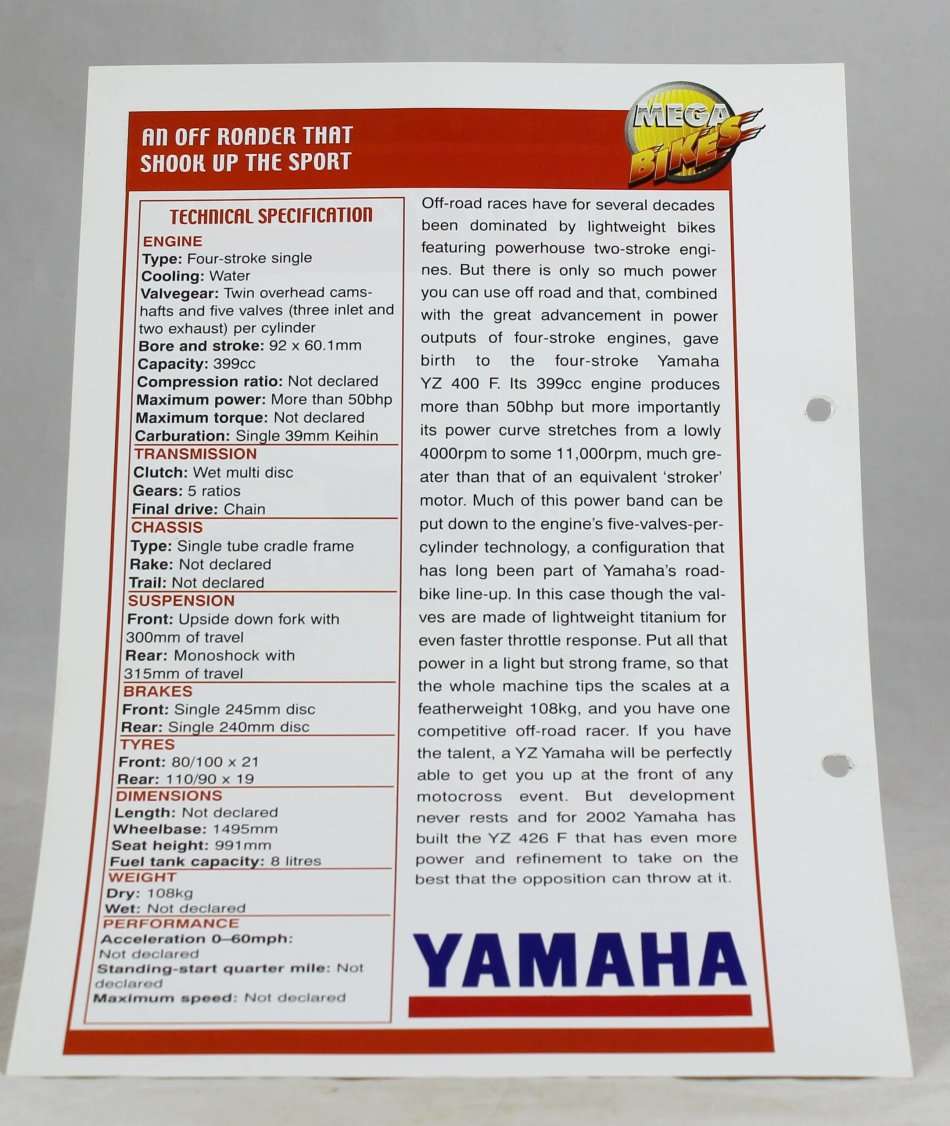 AN OFF ROADER THAT
SHOOK UP THE SPORT
MEGA
BIKES
TECHNICAL SPECIFICATION
ENGINE
Type: Four-stroke single
Cooling: Water
Valvegear: Twin overhead cams-
hafts and five valves (three inlet and
two exhaust) per cylinder
Bore and stroke: 92 x 60.1mm
Capacity: 399cc
Compression ratio: Not declared
Maximum power: More than 50bhp
Maximum torque: Not declared
Carburation: Single 39mm Keihin
TRANSMISSION
Clutch: Wet multi disc
Gears: 5 ratios
Final drive: Chain
CHASSIS
Type: Single tube cradle frame
Rake: Not declared
Trail: Not declared
SUSPENSION
Front: Upside down fork with
300mm of travel
Rear: Monoshock with
315mm of travel
BRAKES
Front: Single 245mm disc
Rear: Single 240mm disc
TYRES
Front: 80/100 x 21
Rear: 110/90 x 19
DIMENSIONS
Length: Not declared
Wheelbase: 1495mm
Seat height: 991mm
Fuel tank capacity: 8 litres
WEIGHT
Dry: 108kg
Wet: Not declared
PERFORMANCE
Acceleration 0–60mph:
Not declared
Standing-start quarter mile: Not
declared
Maximum speed: Not declared
Off-road races have for several decades
been dominated by lightweight bikes
featuring powerhouse two-stroke engi-
nes. But there is only so much power
you can use off road and that, combined
with the great advancement in power
outputs of four-stroke engines, gave
birth to the four-stroke Yamaha
YZ 400 F. Its 399cc engine produces
more than 50bhp but more importantly
its power curve stretches from a lowly
4000rpm to some 11,000rpm, much gre-
ater than that of an equivalent ‘stroker’
motor. Much of this power band can be
put down to the engine’s five-valves-per-
cylinder technology, a configuration that
has long been part of Yamaha’s road-
bike line-up. In this case though the val-
ves are made of lightweight titanium for
even faster throttle response. Put all that
power in a light but strong frame, so that
the whole machine tips the scales at a
featherweight 108kg, and you have one
competitive off-road racer. If you have
the talent, a YZ Yamaha will be perfectly
able to get you up at the front of any
motocross event. But development
never rests and for 2002 Yamaha has
built the YZ 426 F that has even more
power and refinement to take on the
best that the opposition can throw at it.
YAMAHA